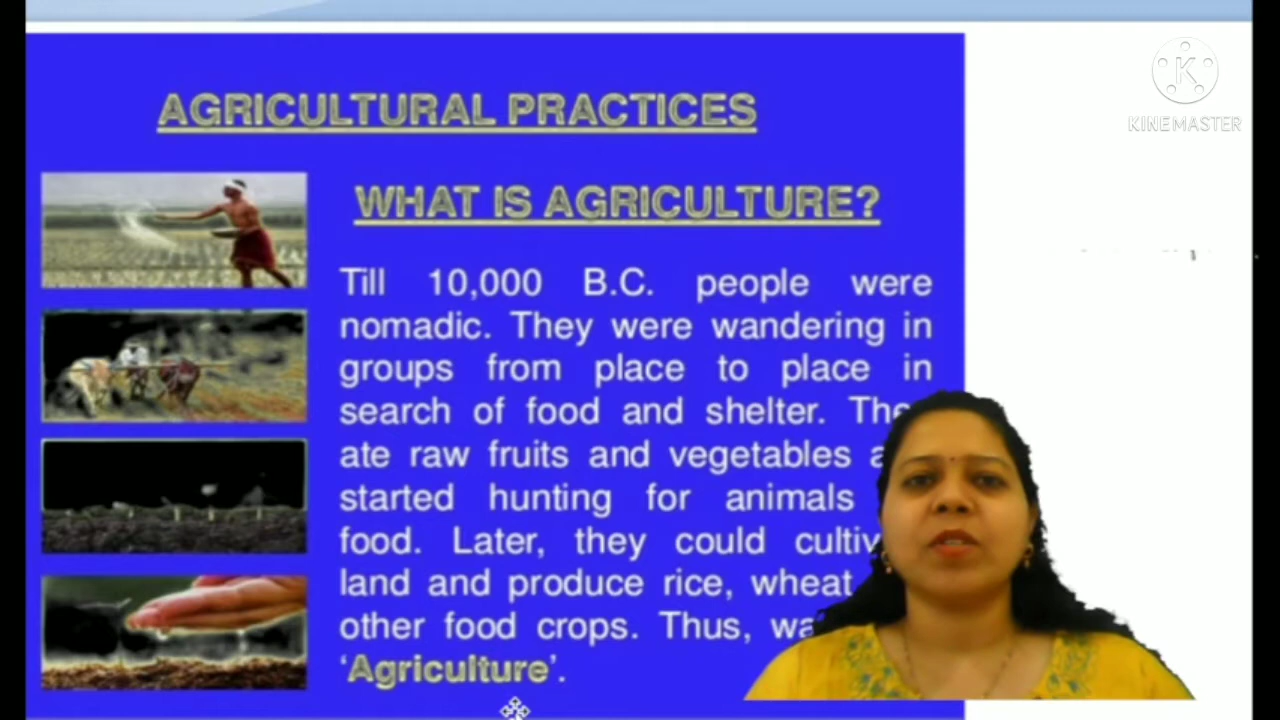 AGRICULTURAL PRACTICES
WHAT IS AGRICULTURE?
Till 10,000 B.C. people were
nomadic. They were wandering in
groups from place to place in
search of food and shelter.
ate raw fruits and vegetables
started hunting for animals
food. Later, they could
land and produce rice, wheat
other food crops. Thus,
‘Agriculture’.
KINEMASTER